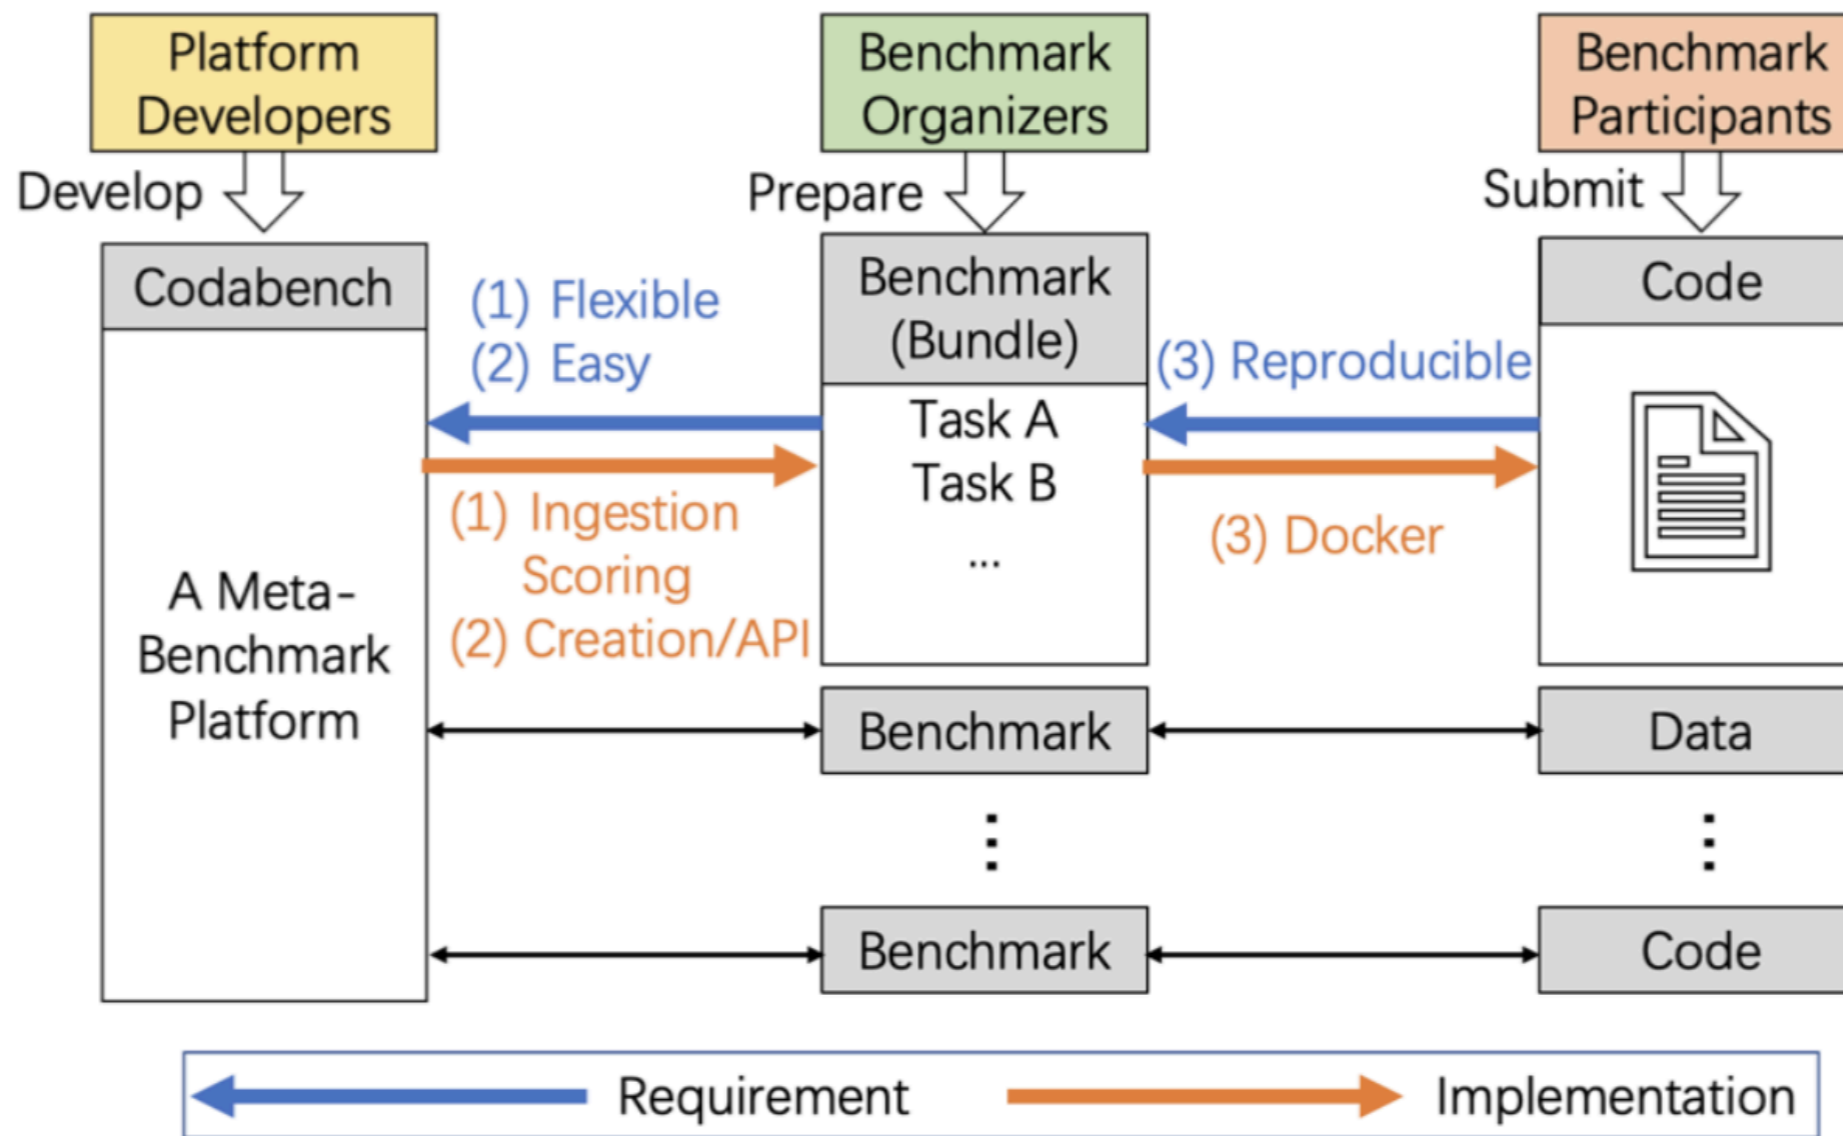 Platform
Developers
Benchmark
Organizers
Benchmark
Participants
Develop
Prepare
Submit
Codabench
A Meta-
Benchmark
Platform
(1) Flexible
(2) Easy
(1) Ingestion
Scoring
(2) Creation/API
Benchmark
(Bundle)
Task A
Task B
...
(3) Reproducible
(3) Docker
Code
Benchmark
Data
Benchmark
Code
Requirement
Implementation